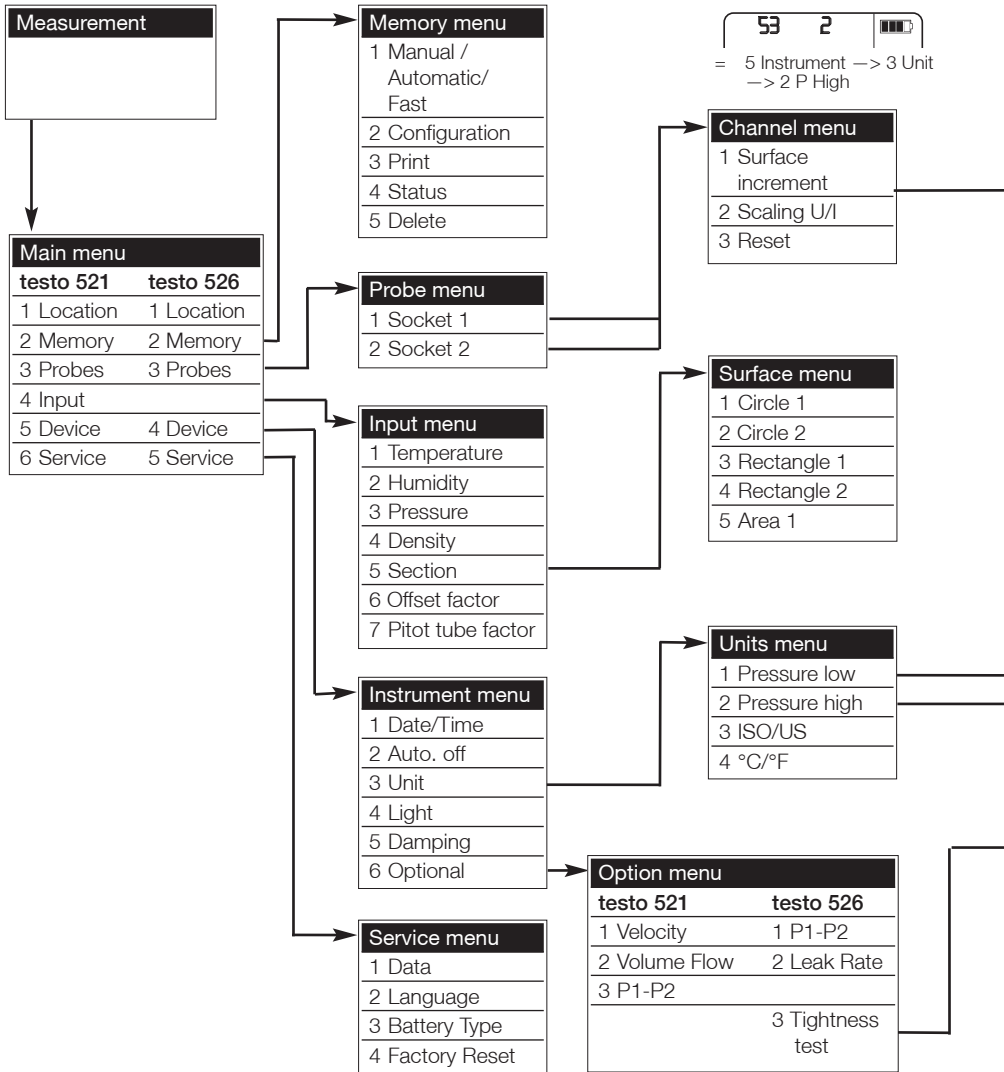 Measurement
Main menu
testo 521 testo 526
1 Location 1 Location
2 Memory 2 Memory
3 Probes 3 Probes
4 Input
5 Device 4 Device
6 Service 5 Service
Memory menu
1 Manual /
Automatic/
Fast
2 Configuration
3 Print
4 Status
5 Delete
Probe menu
1 Socket 1
2 Socket 2
Input menu
1 Temperature
2 Humidity
3 Pressure
4 Density
5 Section
6 Offset factor
7 Pitot tube factor
Instrument menu
1 Date/Time
2 Auto. off
3 Unit
4 Light
5 Damping
6 Optional
Service menu
1 Data
2 Language
3 Battery Type
4 Factory Reset
53 2
= 5 Instrument —> 3 Unit
—> 2 P High
Channel menu
1 Surface
increment
2 Scaling U/I
3 Reset
Surface menu
1 Circle 1
2 Circle 2
3 Rectangle 1
4 Rectangle 2
5 Area 1
Units menu
1 Pressure low
2 Pressure high
3 ISO/US
4 °C/°F
Option menu
testo 521 testo 526
1 Velocity 1 P1-P2
2 Volume Flow 2 Leak Rate
3 P1-P2
3 Tightness
test